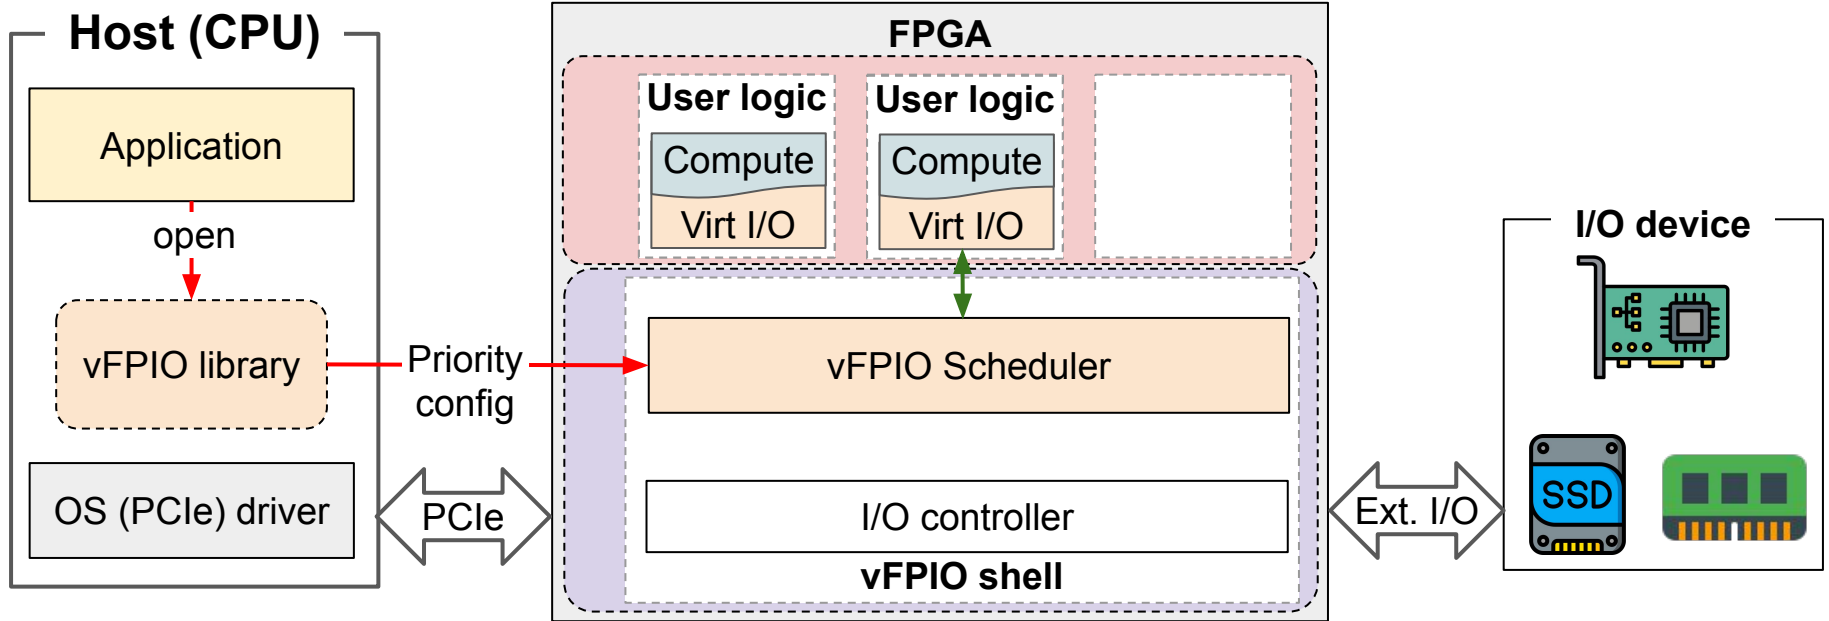 Host (CPU)
Application
open
vFPIO library
OS (PCIe) driver
Priority
config
PCIe
FPGA
User logic
Compute
Virt I/O
User logic
Compute
Virt I/O
vFPIO Scheduler
I/O controller
vFPIO shell
Ext. I/O
I/O device
SSD